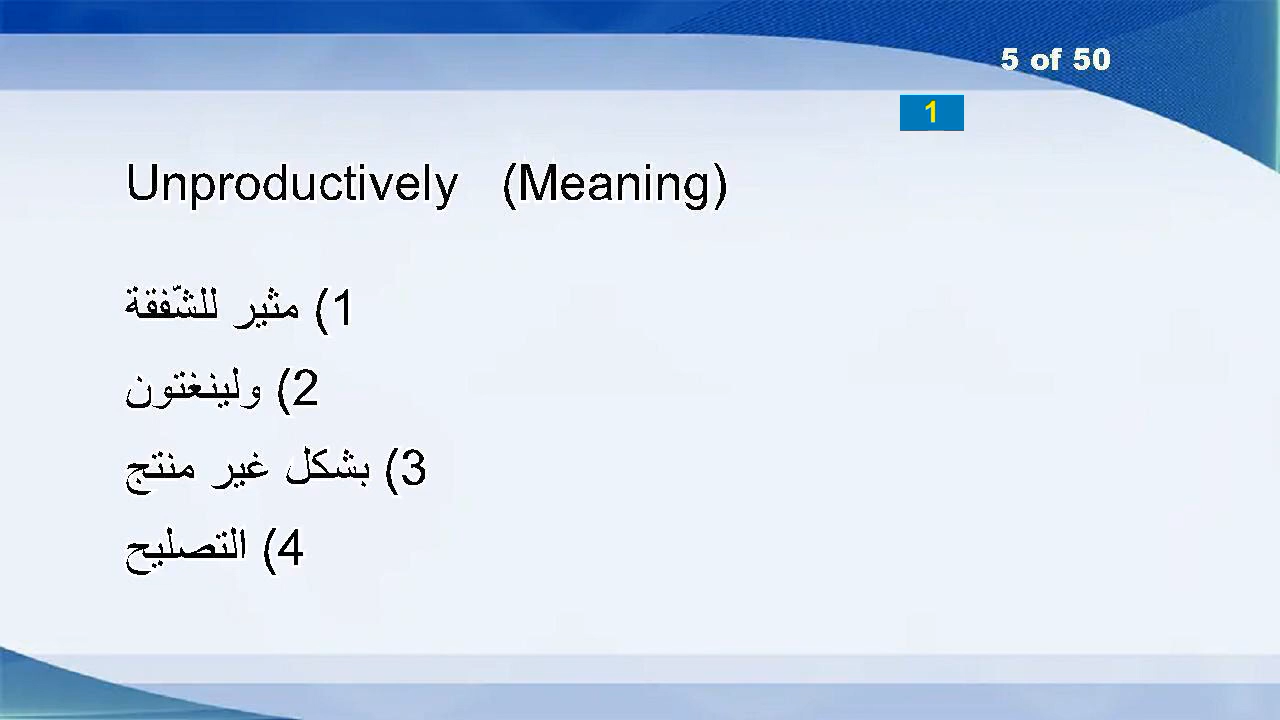 5 of 50
1
Unproductively (Meaning)
1) مثير للشّفقة
2) ولينغتون
3) بشكل غير منتج
4) التصليح